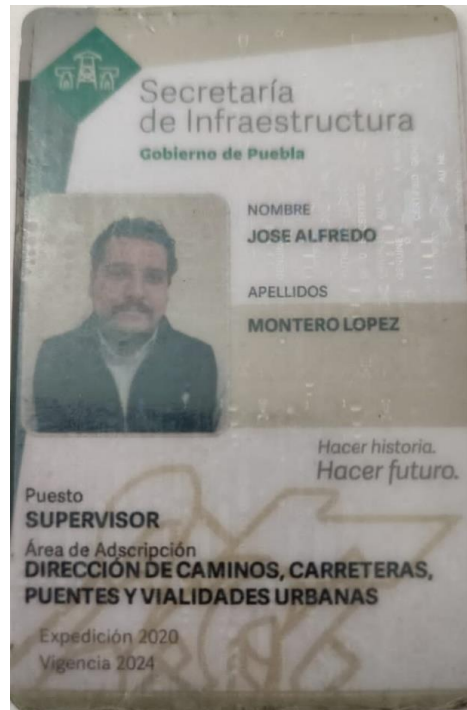 Secretaría
de Infraestructura
Gobierno de Puebla
NOMBRE
JOSE ALFREDO
APELLIDOS
MONTERO LOPEZ
Hacer historia.
Hacer futuro.
Puesto
SUPERVISOR
Área de Adscripción
DIRECCIÓN DE CAMINOS, CARRETERAS,
PUENTES Y VIALIDADES URBANAS
Expedición 2020
Vigencia 2024